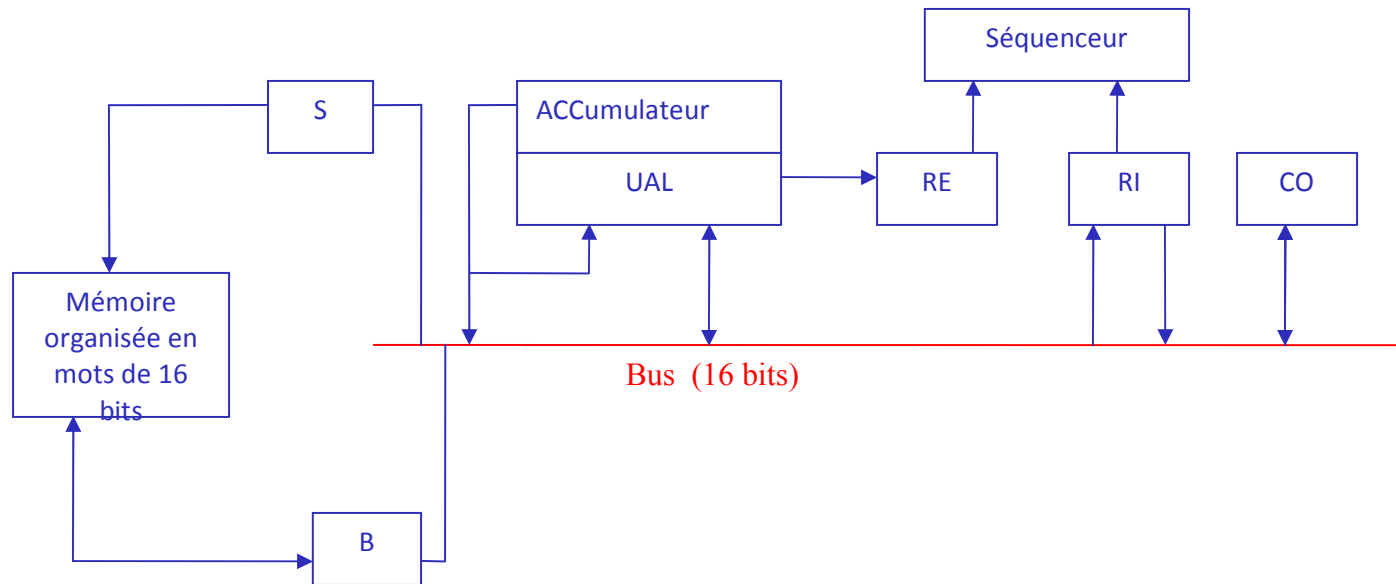 Séquenceur
S
ACCumulateur
UAL
RE
RI
CO
Mémoire
organisée en
mots de 16
bits
Bus (16 bits)
B